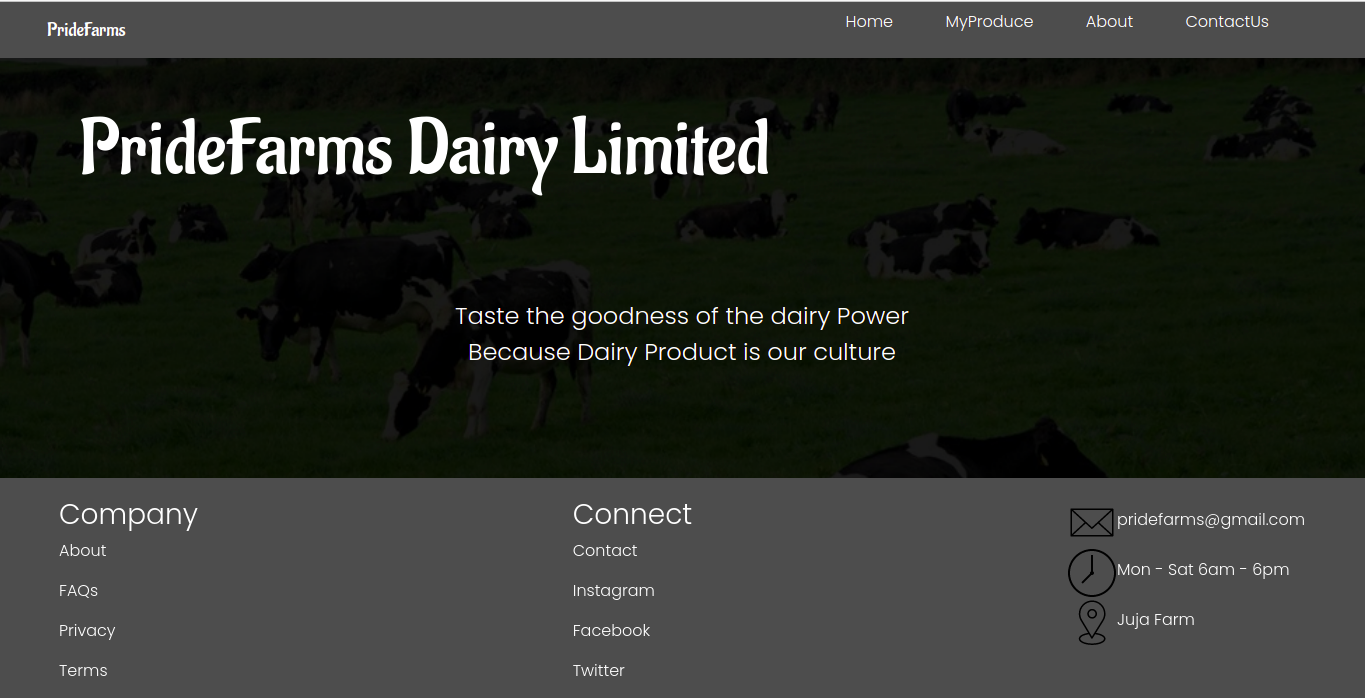 PrideFarms
Home MyProduce About ContactUs
PrideFarms Dairy Limited
Taste the goodness of the dairy Power
Because Dairy Product is our culture
Company
About
FAQs
Privacy
Terms
Connect
Contact
Instagram
Facebook
Twitter
pridefarms@gmail.com
Mon - Sat 6am - 6pm
Juja Farm